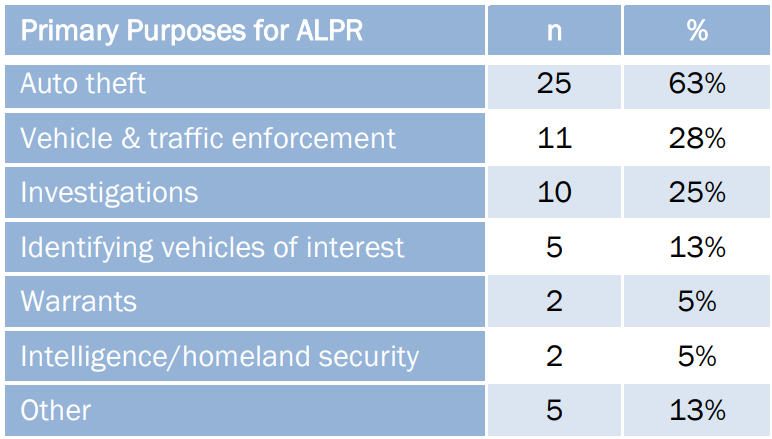 Primary Purposes for ALPR n %
Auto theft 25 63%
Vehicle & traffic enforcement 11 28%
Investigations 10 25%
Identifying vehicles of interest 5 13%
Warrants 2 5%
Intelligence/homeland security 2 5%
Other 5 13%